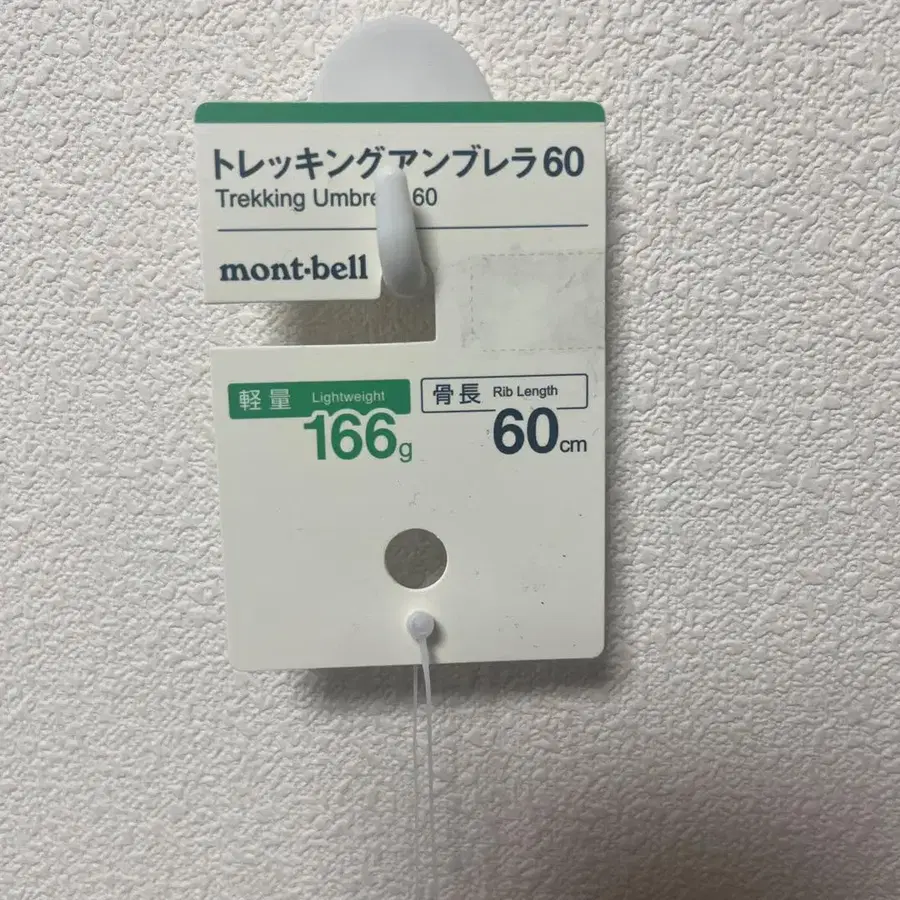 トレッキングアンブレラ60
Trekking Umbre 60
mont-bell
軽量 Lightweight
166g
骨長 Rib Length
60cm